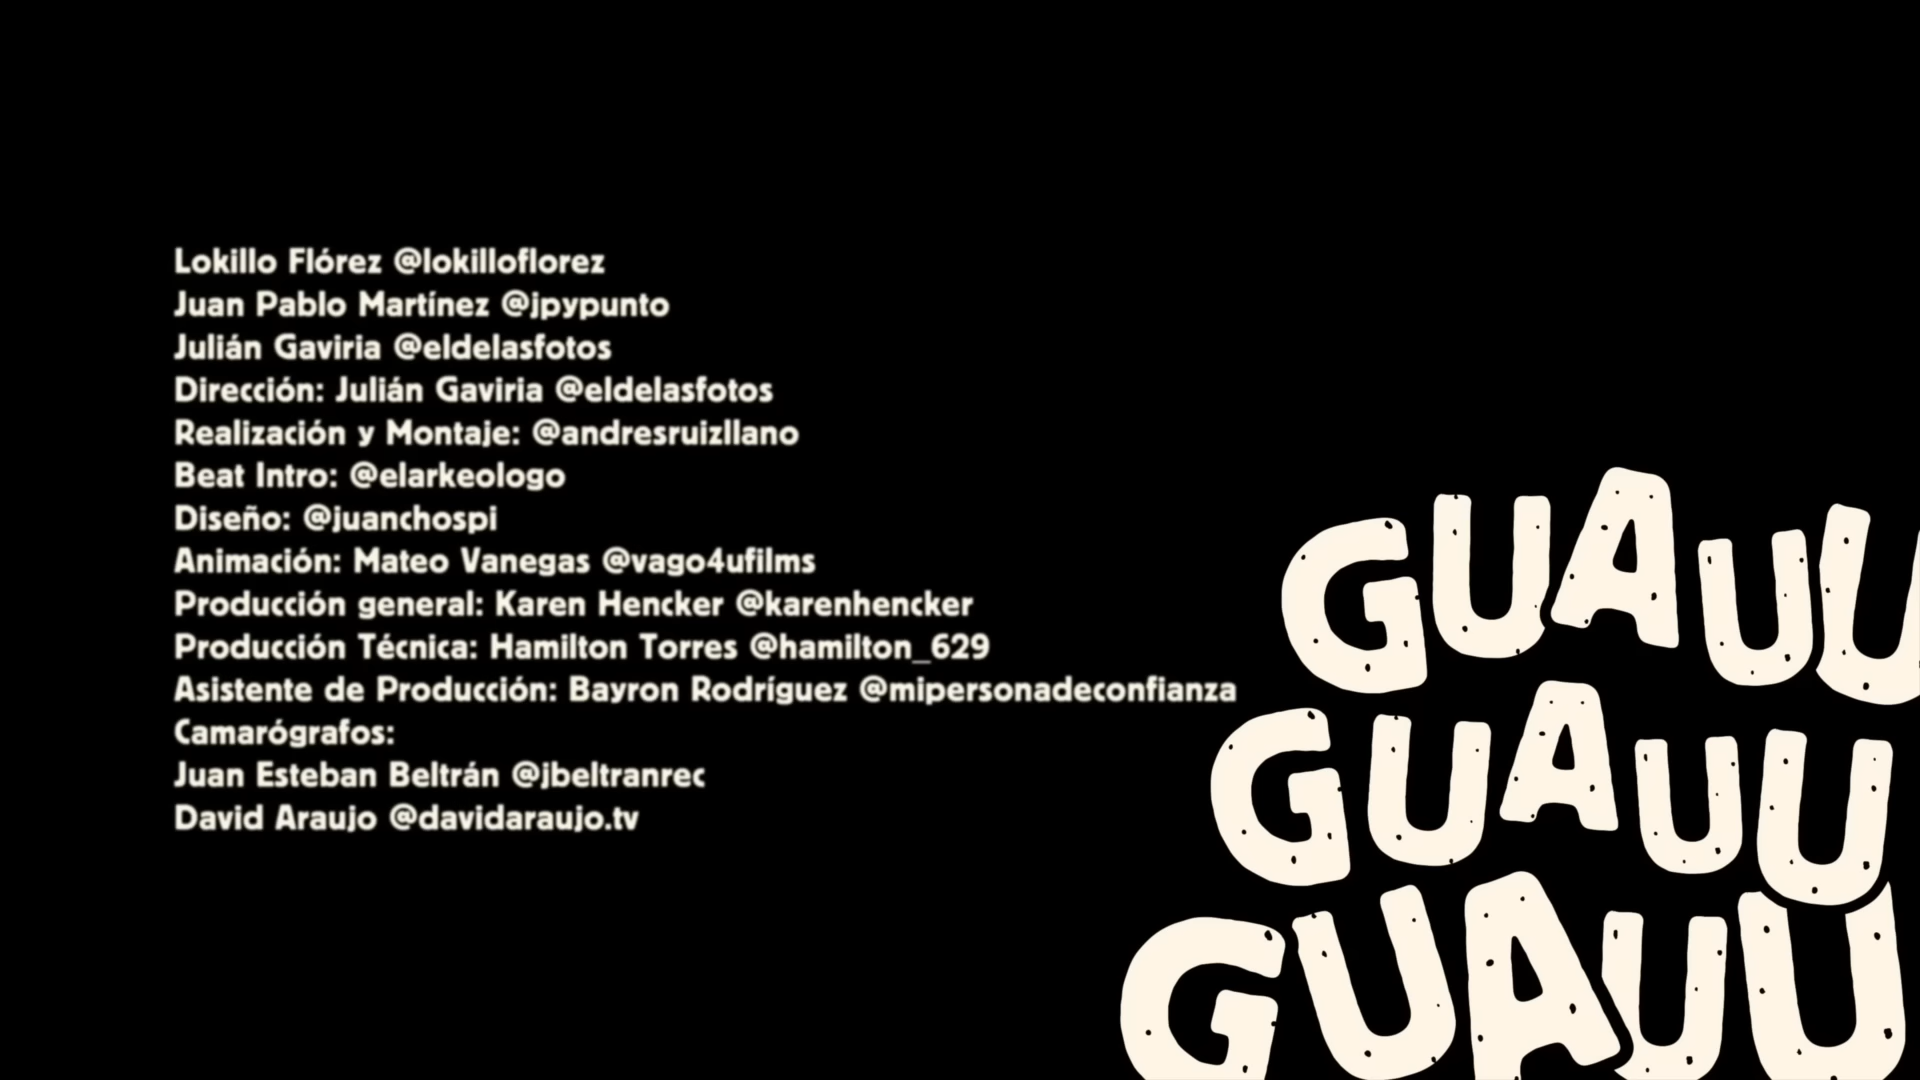 Lokillo Flórez @lokilloflorez
Juan Pablo Martínez @jpypunto
Julián Gaviria @eldelasfotos
Dirección: Julián Gaviria @eldelasfotos
Realización y Montaje: @andresruizllano
Beat Intro: @elarkeologo
Diseño: @juanchospi
Animación: Mateo Vanegas @vago4ufilms
Producción general: Karen Hencker @karenhencker
Producción Técnica: Hamilton Torres @hamilton_629
Asistente de Producción: Bayron Rodríguez @mipersonadeconfianza
Camarógrafos:
Juan Esteban Beltrán @jbeltranrec
David Araujo @davidaraujo.tv
GUAUU
GUAUU
GUAUU